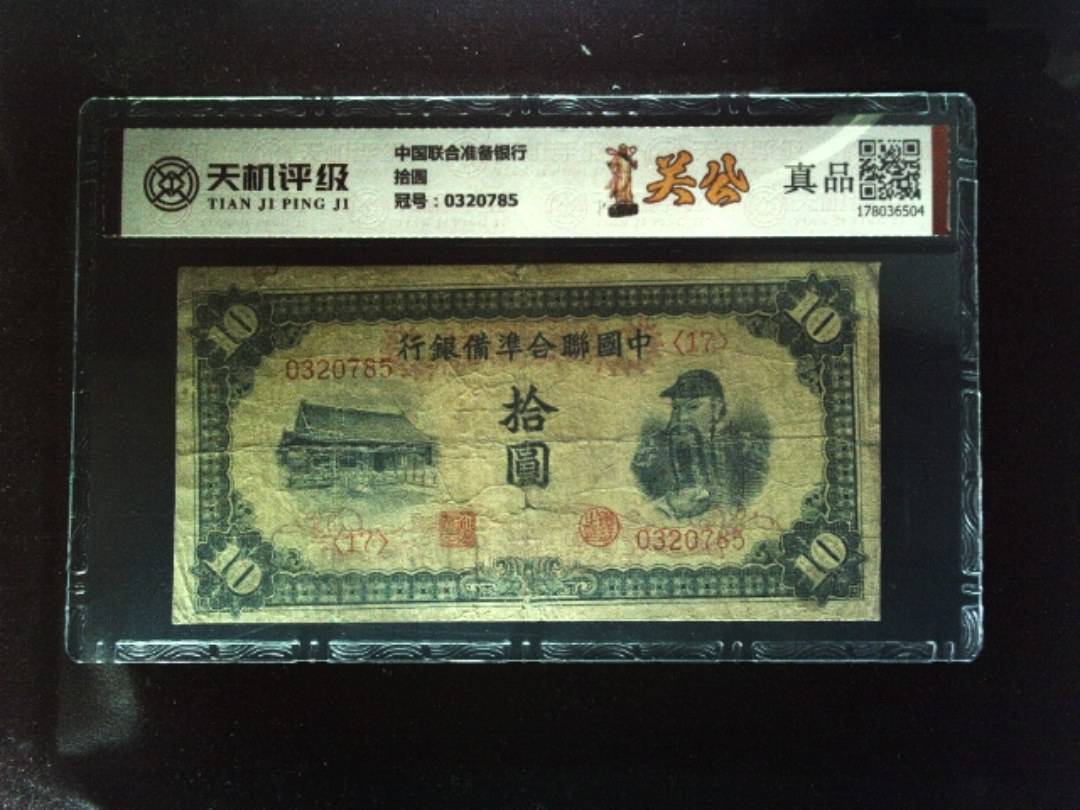 天机评级
TIAN JI PING JI
中国联合准备银行
拾圆
冠号：0320785
关公
真品
178036504
10
10
行銀備準合聯國中
〈17〉
0320785
拾
圓
〈17〉
0320785
10
10